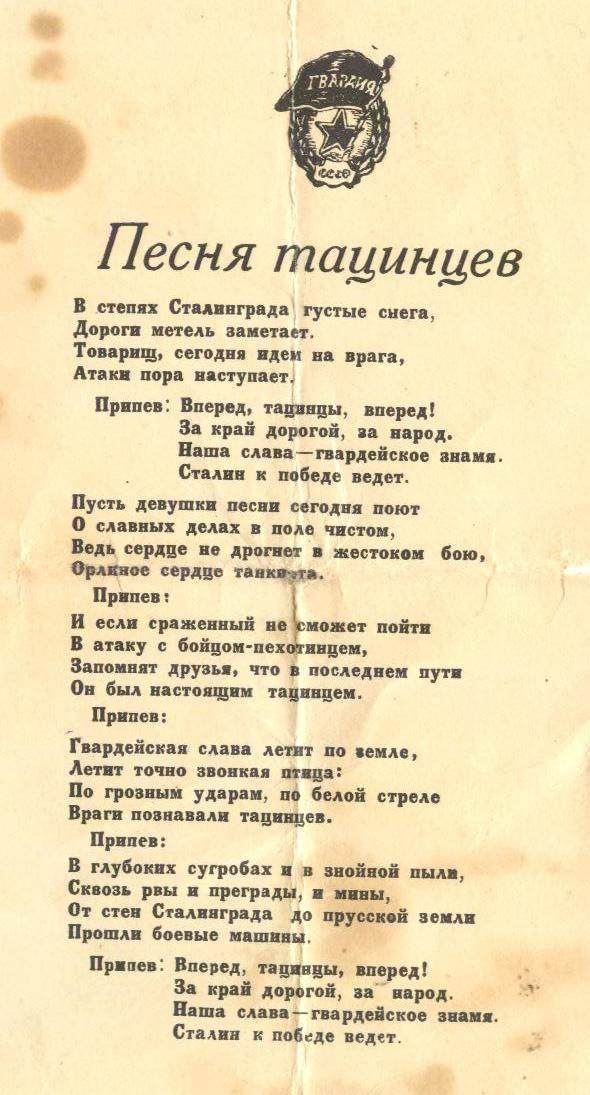 ГВАРДИЯ
СССР
Песня тацинцев
В степях Сталинграда густые снега,
Дороги метель заметает.
Товарищ, сегодня идем на врага,
Атаки пора наступает.
Припев: Вперед, тацинцы, вперед!
За край дорогой, за народ.
Наша слава—гвардейское знамя.
Сталин к победе ведет.
Пусть девушки песни сегодня поют
О славных делах в поле чистом,
Ведь сердце не дрогнет в жестоком бою,
Орлиное сердце танкиста.
Припев:
И если сраженный не сможет пойти
В атаку с бойцом-пехотинцем,
Запомнят друзья, что в последнем пути
Он был настоящим тацинцем.
Припев:
Гвардейская слава летит по земле,
Летит точно звонкая птица:
По грозным ударам, по белой стреле
Враги познавали тацинцев.
Припев:
В глубоких сугробах и в знойной пыли,
Сквозь рвы и преграды, и мины,
От стен Сталинграда до прусской земли
Прошли боевые машины.
Припев: Вперед, тацинцы, вперед!
За край дорогой, за народ.
Наша слава—гвардейское знамя.
Сталин к победе ведет.